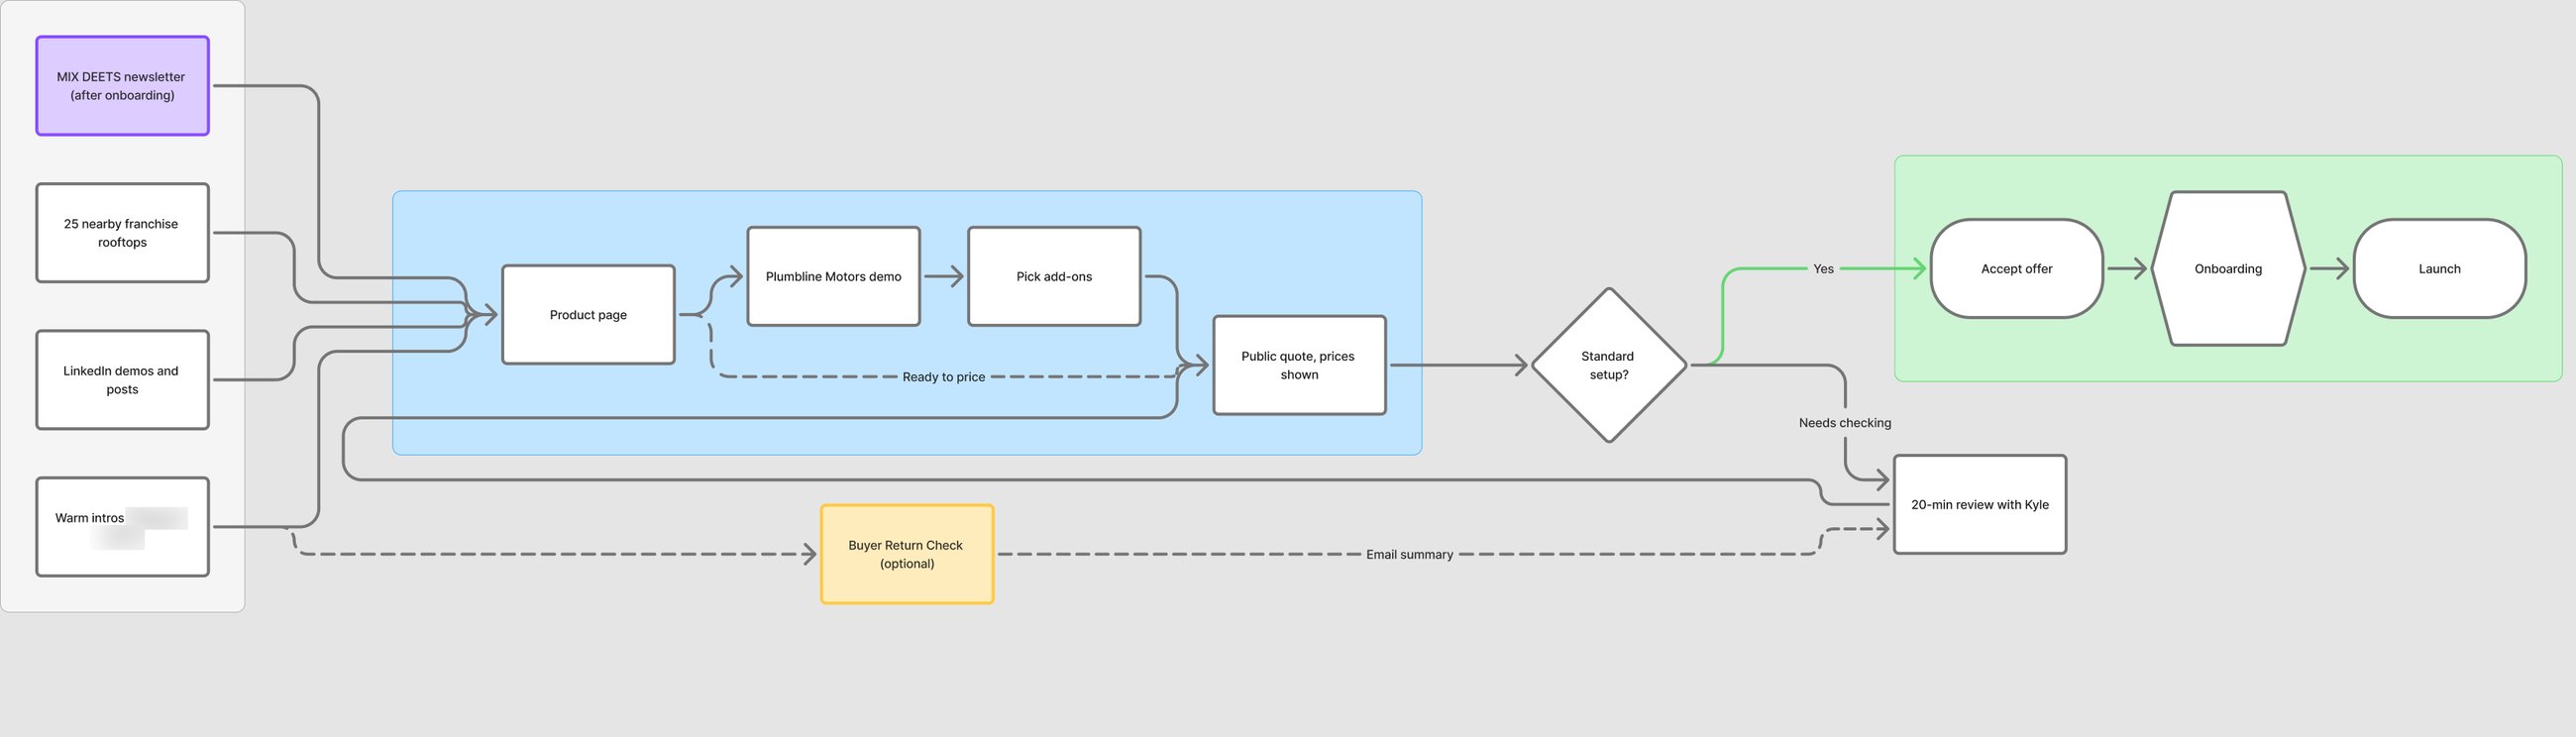 MIX DEETS newsletter
(after onboarding)
25 nearby franchise
rooftops
LinkedIn demos and
posts
Warm intros
Product page
Plumbline Motors demo
Pick add-ons
Ready to price
Public quote, prices
shown
Standard
setup?
Yes
Needs checking
Accept offer
Onboarding
Launch
20-min review with Kyle
Buyer Return Check
(optional)
Email summary